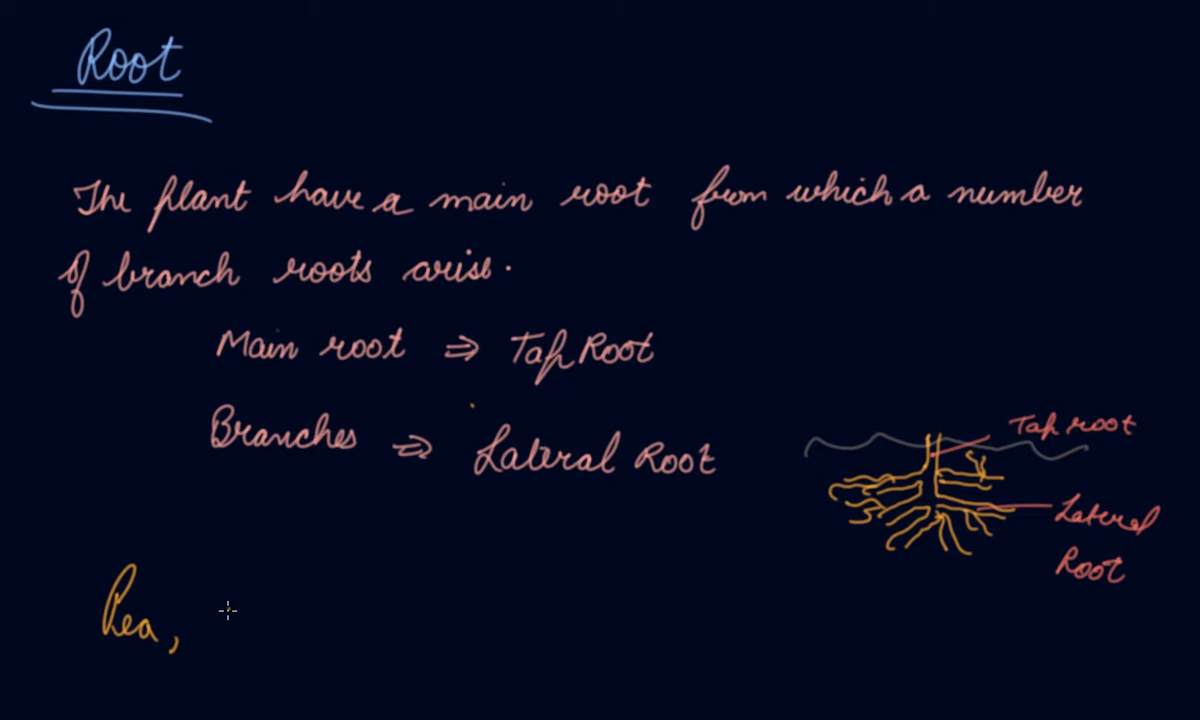 Root
The plant have a main root from which a number
of branch roots arise.
Main root ⇒ Tap Root
Branches ⇒ Lateral Root
Tap root
Lateral
Root
Pea,